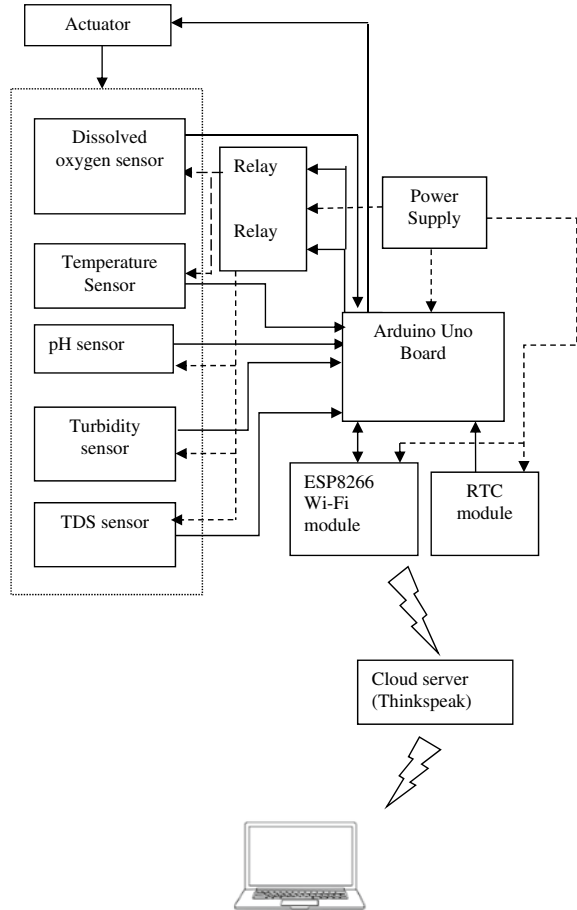 Actuator
Dissolved
oxygen sensor
Relay
Relay
Power
Supply
Temperature
Sensor
Arduino Uno
Board
pH sensor
Turbidity
sensor
TDS sensor
ESP8266
Wi-Fi
module
RTC
module
Cloud server
(Thinkspeak)